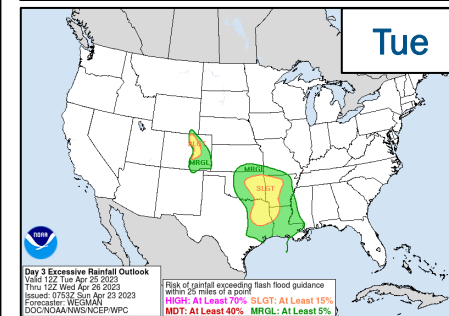 Tue
SLGT
MRGL
MRGL
SLGT
NOAA
Day 3 Excessive Rainfall Outlook
Valid 12Z Tue Apr 25 2023
Thru 12Z Wed Apr 26 2023
Issued: 0753Z Sun Apr 23 2023
Forecaster: WEGMAN
DOC/NOAA/NWS/NCEP/WPC
Risk of rainfall exceeding flash flood guidance
within 25 miles of a point
HIGH: At Least 70% SLGT: At Least 15%
MDT: At Least 40% MRGL: At Least 5%